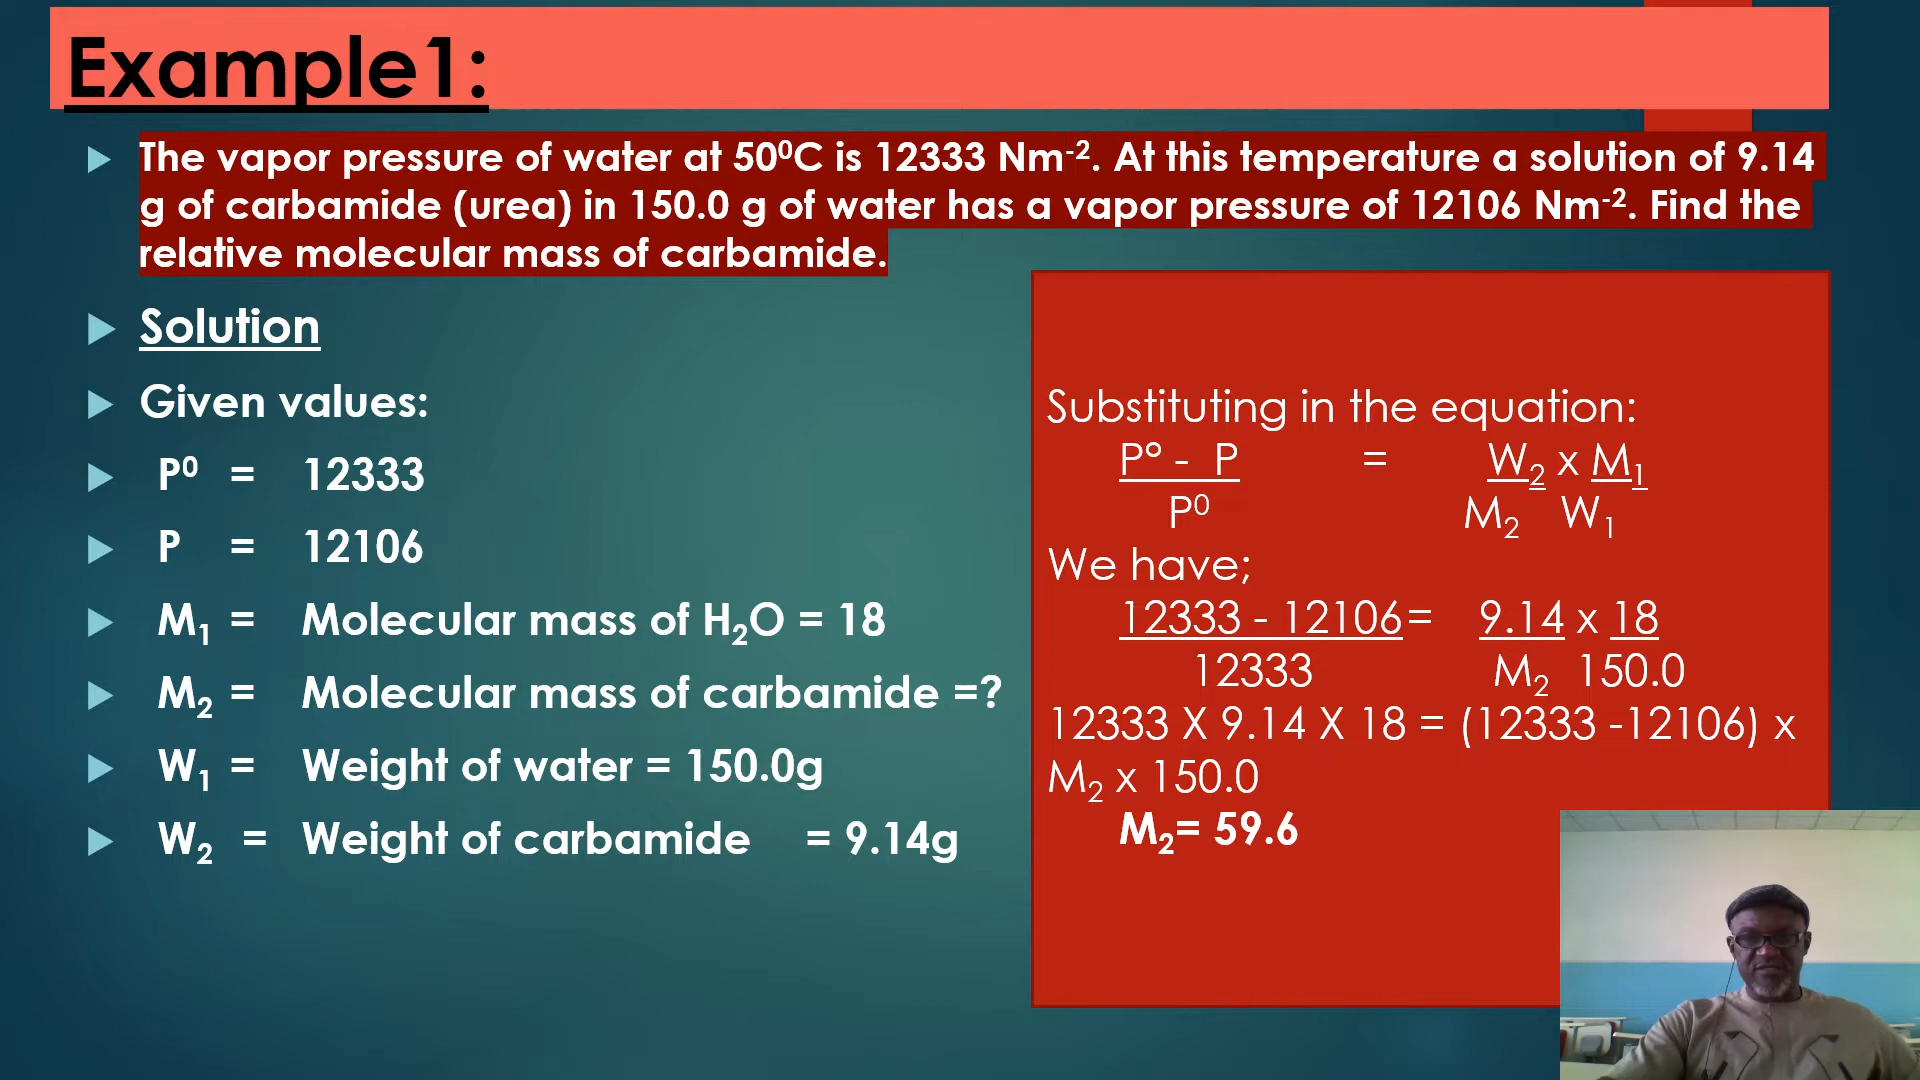 Example1:
The vapor pressure of water at 50⁰C is 12333 Nm⁻². At this temperature a solution of 9.14
g of carbamide (urea) in 150.0 g of water has a vapor pressure of 12106 Nm⁻². Find the
relative molecular mass of carbamide.
Solution
Given values:
P⁰ = 12333
P = 12106
M₁ = Molecular mass of H₂O = 18
M₂ = Molecular mass of carbamide =?
W₁ = Weight of water = 150.0g
W₂ = Weight of carbamide = 9.14g
Substituting in the equation:
P° - P = W₂ x M₁
P⁰ M₂ W₁
We have;
12333 - 12106 = 9.14 x 18
12333 M₂ 150.0
12333 X 9.14 X 18 = (12333 -12106) x
M₂ x 150.0
M₂= 59.6